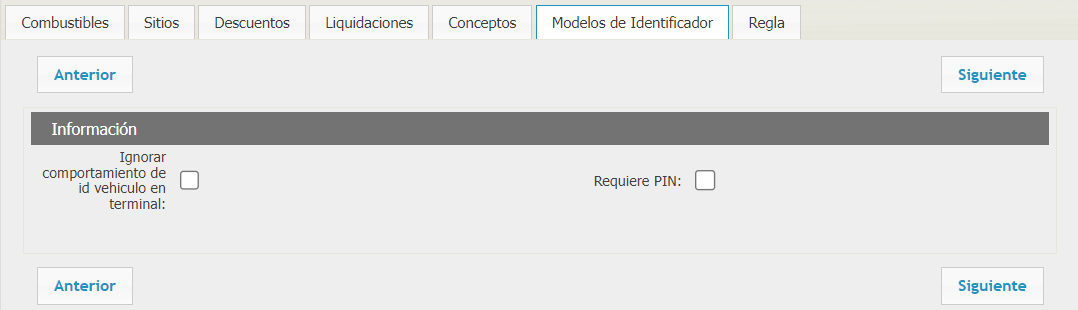 Combustibles Sitios Descuentos Liquidaciones Conceptos Modelos de Identificador Regla
Anterior Siguiente
Información
Ignorar
comportamiento de
id vehiculo en
terminal:
Requiere PIN:
Anterior Siguiente